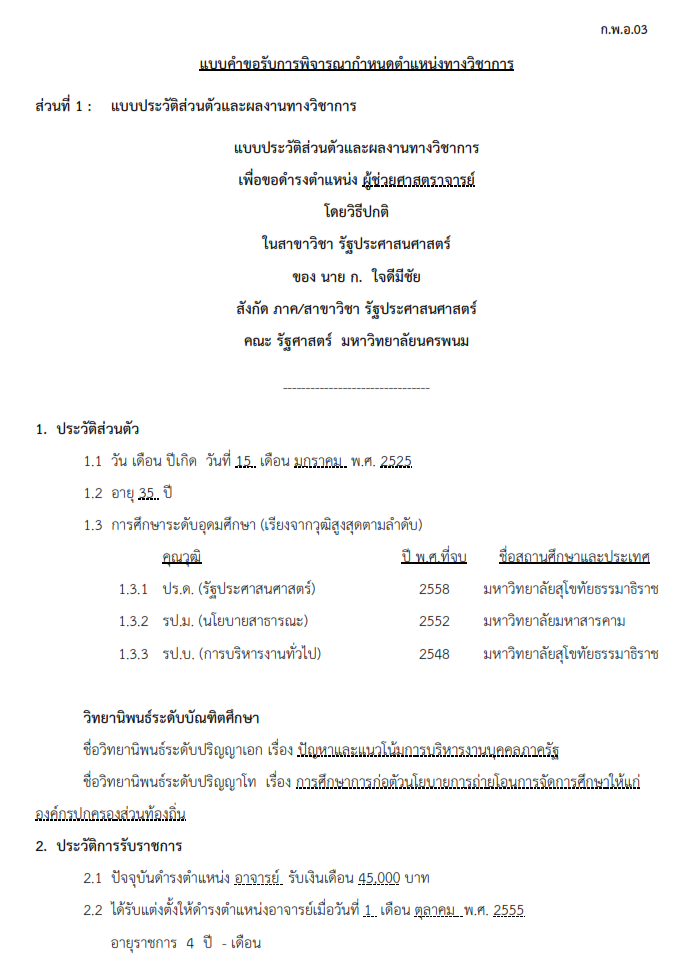 ก.พ.อ.03
แบบคำขอรับการพิจารณากำหนดตำแหน่งทางวิชาการ
ส่วนที่ 1 : แบบประวัติส่วนตัวและผลงานทางวิชาการ
แบบประวัติส่วนตัวและผลงานทางวิชาการ
เพื่อขอดำรงตำแหน่ง ผู้ช่วยศาสตราจารย์
โดยวิธีปกติ
ในสาขาวิชา รัฐประศาสนศาสตร์
ของ นาย ก. ใจดีมีชัย
สังกัด ภาค/สาขาวิชา รัฐประศาสนศาสตร์
คณะ รัฐศาสตร์ มหาวิทยาลัยนครพนม
--------------------------------
1. ประวัติส่วนตัว
1.1 วัน เดือน ปีเกิด วันที่ 15 เดือน มกราคม พ.ศ. 2525
1.2 อายุ 35 ปี
1.3 การศึกษาระดับอุดมศึกษา (เรียงจากวุฒิสูงสุดตามลำดับ)
คุณวุฒิ ปี พ.ศ.ที่จบ ชื่อสถานศึกษาและประเทศ
1.3.1 ปร.ด. (รัฐประศาสนศาสตร์) 2558 มหาวิทยาลัยสุโขทัยธรรมาธิราช
1.3.2 รป.ม. (นโยบายสาธารณะ) 2552 มหาวิทยาลัยมหาสารคาม
1.3.3 รป.บ. (การบริหารงานทั่วไป) 2548 มหาวิทยาลัยสุโขทัยธรรมาธิราช
วิทยานิพนธ์ระดับบัณฑิตศึกษา
ชื่อวิทยานิพนธ์ระดับปริญญาเอก เรื่อง ปัญหาและแนวโน้มการบริหารงานบุคคลภาครัฐ
ชื่อวิทยานิพนธ์ระดับปริญญาโท เรื่อง การศึกษาการก่อตัวนโยบายการถ่ายโอนการจัดการศึกษาให้แก่
องค์กรปกครองส่วนท้องถิ่น
2. ประวัติการรับราชการ
2.1 ปัจจุบันดำรงตำแหน่ง อาจารย์ รับเงินเดือน 45,000 บาท
2.2 ได้รับแต่งตั้งให้ดำรงตำแหน่งอาจารย์เมื่อวันที่ 1 เดือน ตุลาคม พ.ศ. 2555
อายุราชการ 4 ปี - เดือน